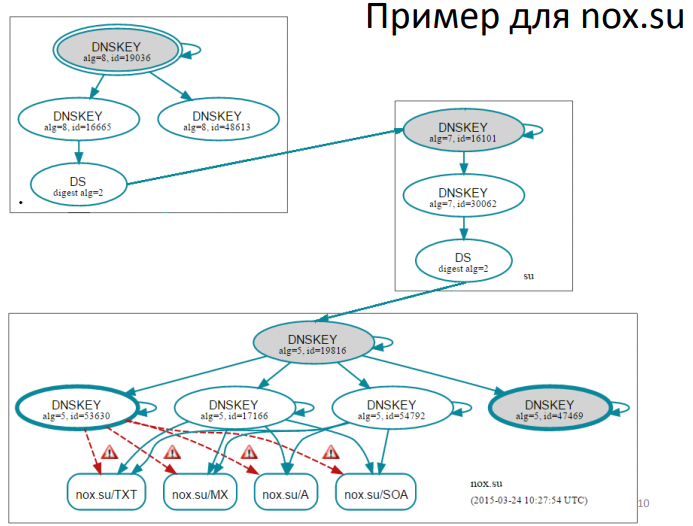 Пример для nox.su
DNSKEY
alg=8, id=19036
DNSKEY
alg=8, id=16665
DNSKEY
alg=8, id=48613
DS
digest alg=2
.
DNSKEY
alg=7, id=16101
DNSKEY
alg=7, id=30062
DS
digest alg=2
su
DNSKEY
alg=5, id=19816
DNSKEY
alg=5, id=53630
DNSKEY
alg=5, id=17166
DNSKEY
alg=5, id=54792
DNSKEY
alg=5, id=47469
nox.su/TXT
nox.su/MX
nox.su/A
nox.su/SOA
nox.su
(2015-03-24 10:27:54 UTC)
10